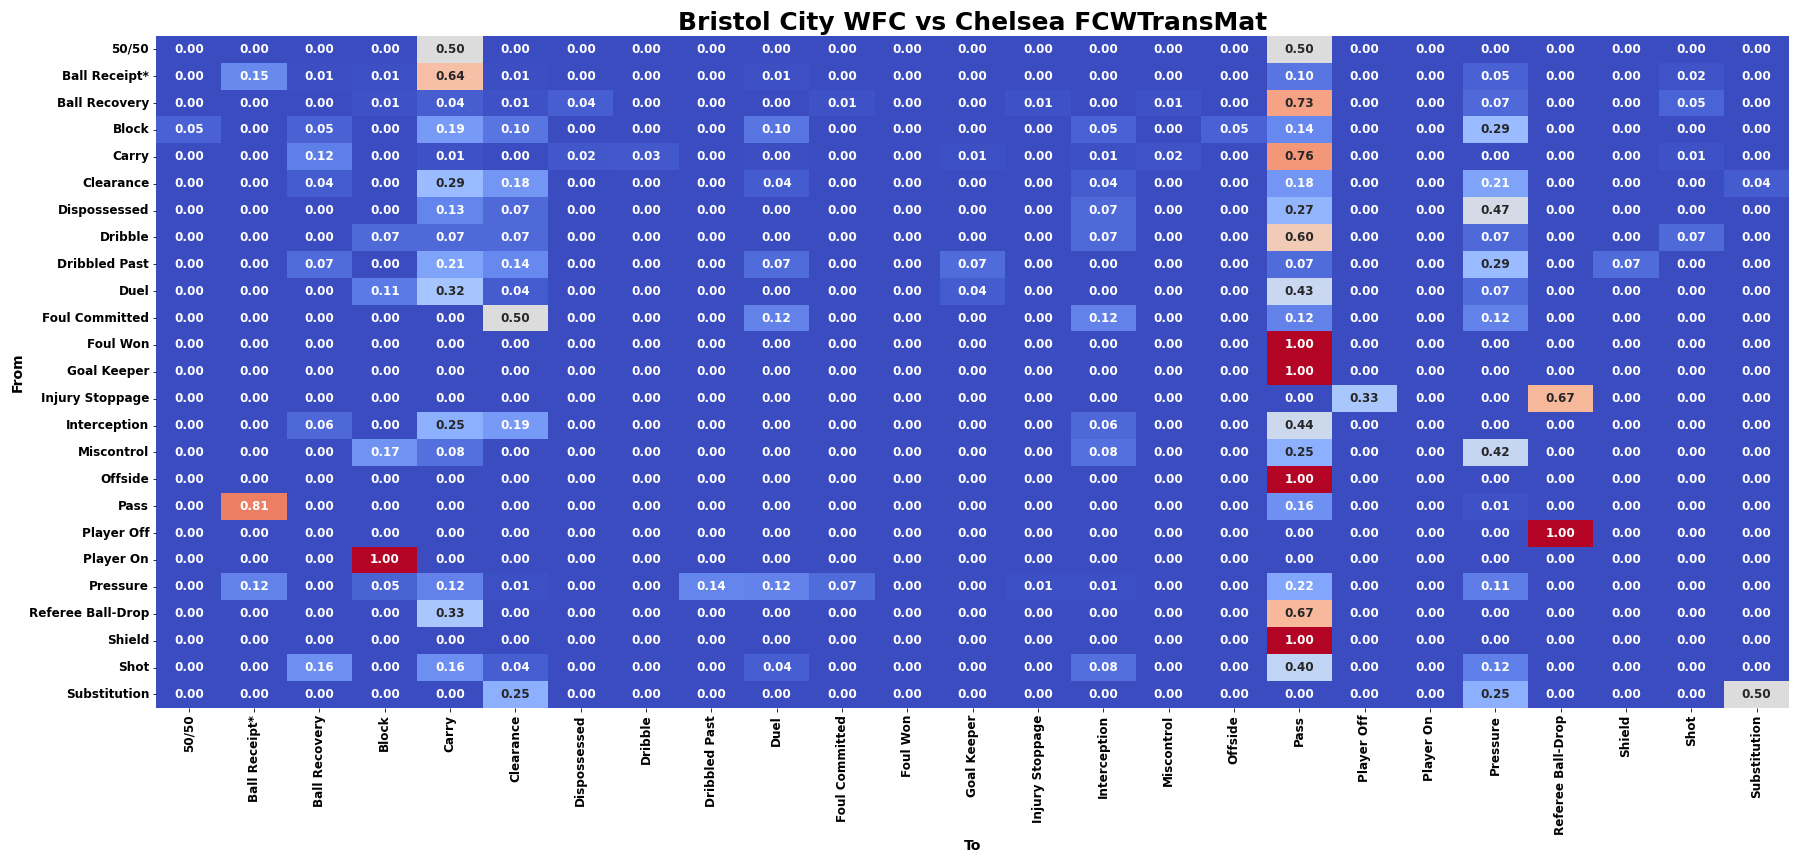 Bristol City WFC vs Chelsea FCWTransMat
50/50 0.00 0.00 0.00 0.00 0.50 0.00 0.00 0.00 0.00 0.00 0.00 0.00 0.00 0.00 0.00 0.00 0.00 0.50 0.00 0.00 0.00 0.00 0.00 0.00 0.00
Ball Receipt* 0.00 0.15 0.01 0.01 0.64 0.01 0.00 0.00 0.00 0.01 0.00 0.00 0.00 0.00 0.00 0.00 0.00 0.10 0.00 0.00 0.05 0.00 0.00 0.02 0.00
Ball Recovery 0.00 0.00 0.00 0.01 0.04 0.01 0.04 0.00 0.00 0.00 0.01 0.00 0.00 0.01 0.00 0.01 0.00 0.73 0.00 0.00 0.07 0.00 0.00 0.05 0.00
Block 0.05 0.00 0.05 0.00 0.19 0.10 0.00 0.00 0.00 0.10 0.00 0.00 0.00 0.00 0.05 0.00 0.05 0.14 0.00 0.00 0.29 0.00 0.00 0.00 0.00
Carry 0.00 0.00 0.12 0.00 0.01 0.00 0.02 0.03 0.00 0.00 0.00 0.00 0.01 0.00 0.01 0.02 0.00 0.76 0.00 0.00 0.00 0.00 0.00 0.01 0.00
Clearance 0.00 0.00 0.04 0.00 0.29 0.18 0.00 0.00 0.00 0.04 0.00 0.00 0.00 0.00 0.04 0.00 0.00 0.18 0.00 0.00 0.21 0.00 0.00 0.00 0.04
Dispossessed 0.00 0.00 0.00 0.00 0.13 0.07 0.00 0.00 0.00 0.00 0.00 0.00 0.00 0.00 0.07 0.00 0.00 0.27 0.00 0.00 0.47 0.00 0.00 0.00 0.00
Dribble 0.00 0.00 0.00 0.07 0.07 0.07 0.00 0.00 0.00 0.00 0.00 0.00 0.00 0.00 0.07 0.00 0.00 0.60 0.00 0.00 0.07 0.00 0.00 0.07 0.00
Dribbled Past 0.00 0.00 0.07 0.00 0.21 0.14 0.00 0.00 0.00 0.07 0.00 0.00 0.07 0.00 0.00 0.00 0.00 0.07 0.00 0.00 0.29 0.00 0.07 0.00 0.00
Duel 0.00 0.00 0.00 0.11 0.32 0.04 0.00 0.00 0.00 0.00 0.00 0.00 0.04 0.00 0.00 0.00 0.00 0.43 0.00 0.00 0.07 0.00 0.00 0.00 0.00
Foul Committed 0.00 0.00 0.00 0.00 0.00 0.50 0.00 0.00 0.00 0.12 0.00 0.00 0.00 0.00 0.12 0.00 0.00 0.12 0.00 0.00 0.12 0.00 0.00 0.00 0.00
Foul Won 0.00 0.00 0.00 0.00 0.00 0.00 0.00 0.00 0.00 0.00 0.00 0.00 0.00 0.00 0.00 0.00 0.00 1.00 0.00 0.00 0.00 0.00 0.00 0.00 0.00
Goal Keeper 0.00 0.00 0.00 0.00 0.00 0.00 0.00 0.00 0.00 0.00 0.00 0.00 0.00 0.00 0.00 0.00 0.00 1.00 0.00 0.00 0.00 0.00 0.00 0.00 0.00
Injury Stoppage 0.00 0.00 0.00 0.00 0.00 0.00 0.00 0.00 0.00 0.00 0.00 0.00 0.00 0.00 0.00 0.00 0.00 0.00 0.33 0.00 0.00 0.67 0.00 0.00 0.00
Interception 0.00 0.00 0.06 0.00 0.25 0.19 0.00 0.00 0.00 0.00 0.00 0.00 0.00 0.00 0.06 0.00 0.00 0.44 0.00 0.00 0.00 0.00 0.00 0.00 0.00
Miscontrol 0.00 0.00 0.00 0.17 0.08 0.00 0.00 0.00 0.00 0.00 0.00 0.00 0.00 0.00 0.08 0.00 0.00 0.25 0.00 0.00 0.42 0.00 0.00 0.00 0.00
Offside 0.00 0.00 0.00 0.00 0.00 0.00 0.00 0.00 0.00 0.00 0.00 0.00 0.00 0.00 0.00 0.00 0.00 1.00 0.00 0.00 0.00 0.00 0.00 0.00 0.00
Pass 0.00 0.81 0.00 0.00 0.00 0.00 0.00 0.00 0.00 0.00 0.00 0.00 0.00 0.00 0.00 0.00 0.00 0.16 0.00 0.00 0.01 0.00 0.00 0.00 0.00
Player Off 0.00 0.00 0.00 0.00 0.00 0.00 0.00 0.00 0.00 0.00 0.00 0.00 0.00 0.00 0.00 0.00 0.00 0.00 0.00 0.00 0.00 1.00 0.00 0.00 0.00
Player On 0.00 0.00 0.00 1.00 0.00 0.00 0.00 0.00 0.00 0.00 0.00 0.00 0.00 0.00 0.00 0.00 0.00 0.00 0.00 0.00 0.00 0.00 0.00 0.00 0.00
Pressure 0.00 0.12 0.00 0.05 0.12 0.01 0.00 0.00 0.14 0.12 0.07 0.00 0.00 0.01 0.01 0.00 0.00 0.22 0.00 0.00 0.11 0.00 0.00 0.00 0.00
Referee Ball-Drop 0.00 0.00 0.00 0.00 0.33 0.00 0.00 0.00 0.00 0.00 0.00 0.00 0.00 0.00 0.00 0.00 0.00 0.67 0.00 0.00 0.00 0.00 0.00 0.00 0.00
Shield 0.00 0.00 0.00 0.00 0.00 0.00 0.00 0.00 0.00 0.00 0.00 0.00 0.00 0.00 0.00 0.00 0.00 1.00 0.00 0.00 0.00 0.00 0.00 0.00 0.00
Shot 0.00 0.00 0.16 0.00 0.16 0.04 0.00 0.00 0.00 0.04 0.00 0.00 0.00 0.00 0.08 0.00 0.00 0.40 0.00 0.00 0.12 0.00 0.00 0.00 0.00
Substitution 0.00 0.00 0.00 0.00 0.00 0.25 0.00 0.00 0.00 0.00 0.00 0.00 0.00 0.00 0.00 0.00 0.00 0.00 0.00 0.00 0.25 0.00 0.00 0.00 0.50
From
50/50
Ball Receipt*
Ball Recovery
Block
Carry
Clearance
Dispossessed
Dribble
Dribbled Past
Duel
Foul Committed
Foul Won
Goal Keeper
Injury Stoppage
Interception
Miscontrol
Offside
Pass
Player Off
Player On
Pressure
Referee Ball-Drop
Shield
Shot
Substitution
To